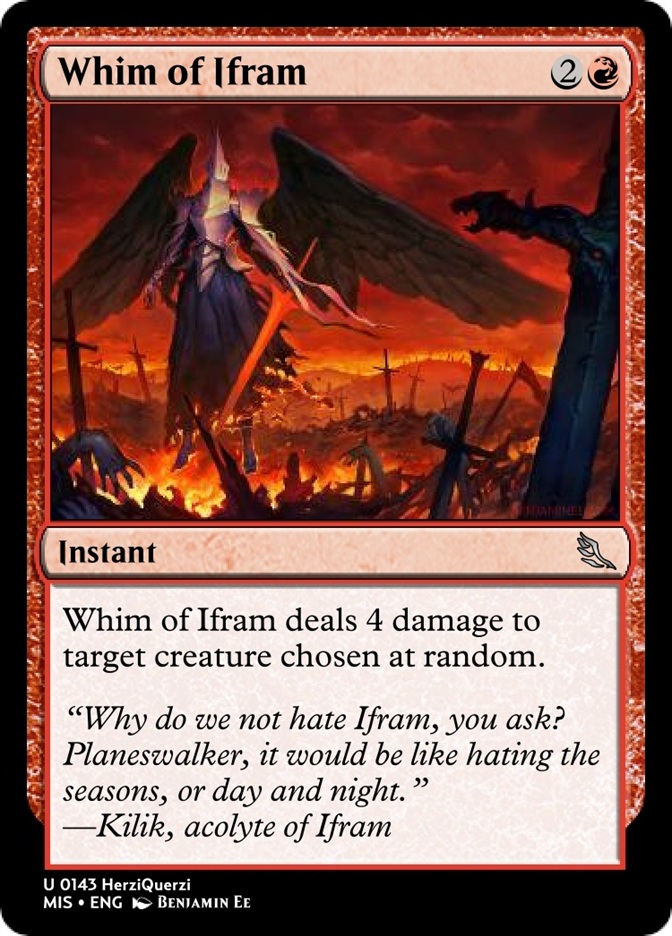 Whim of Ifram
2
Instant
Whim of Ifram deals 4 damage to
target creature chosen at random.
“Why do we not hate Ifram, you ask?
Planeswalker, it would be like hating the
seasons, or day and night.”
—Kilik, acolyte of Ifram
U 0143 HerziQuerzi
MIS • ENG Benjamin Ee